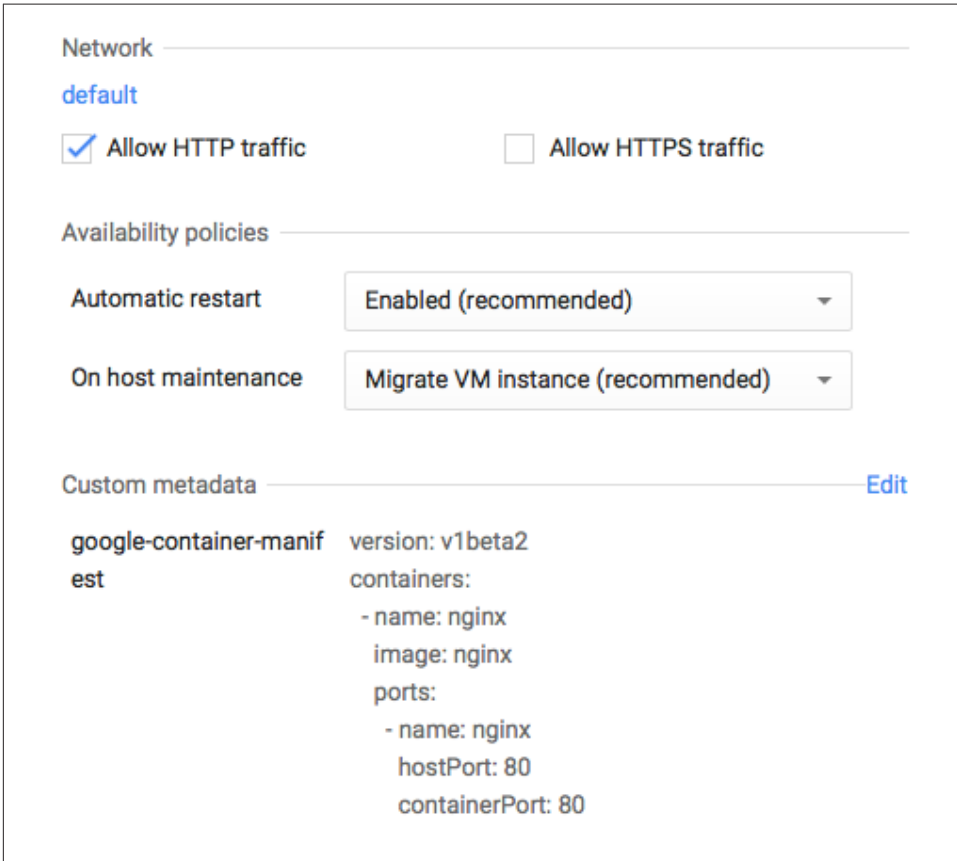 Network
default
Allow HTTP traffic
Allow HTTPS traffic
Availability policies
Automatic restart
Enabled (recommended)
On host maintenance
Migrate VM instance (recommended)
Custom metadata
Edit
google-container-manif
est
version: v1beta2
containers:
- name: nginx
image: nginx
ports:
- name: nginx
hostPort: 80
containerPort: 80